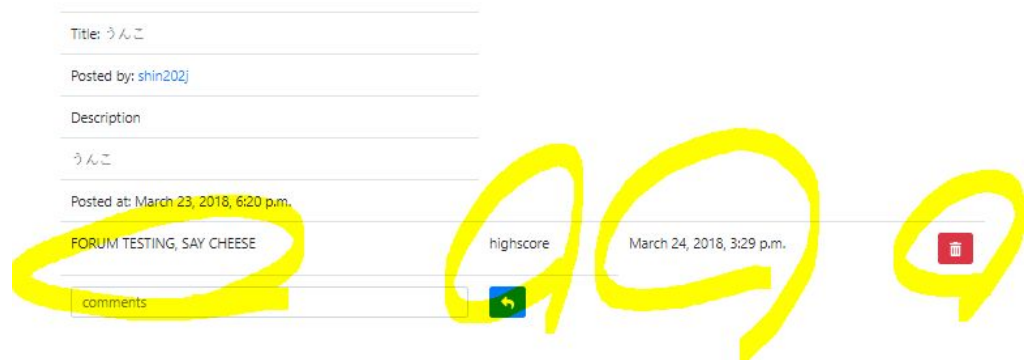 Title: うんこ
Posted by: shin202j
Description
うんこ
Posted at: March 23, 2018, 6:20 p.m.
FORUM TESTING, SAY CHEESE highscore March 24, 2018, 3:29 p.m.
comments